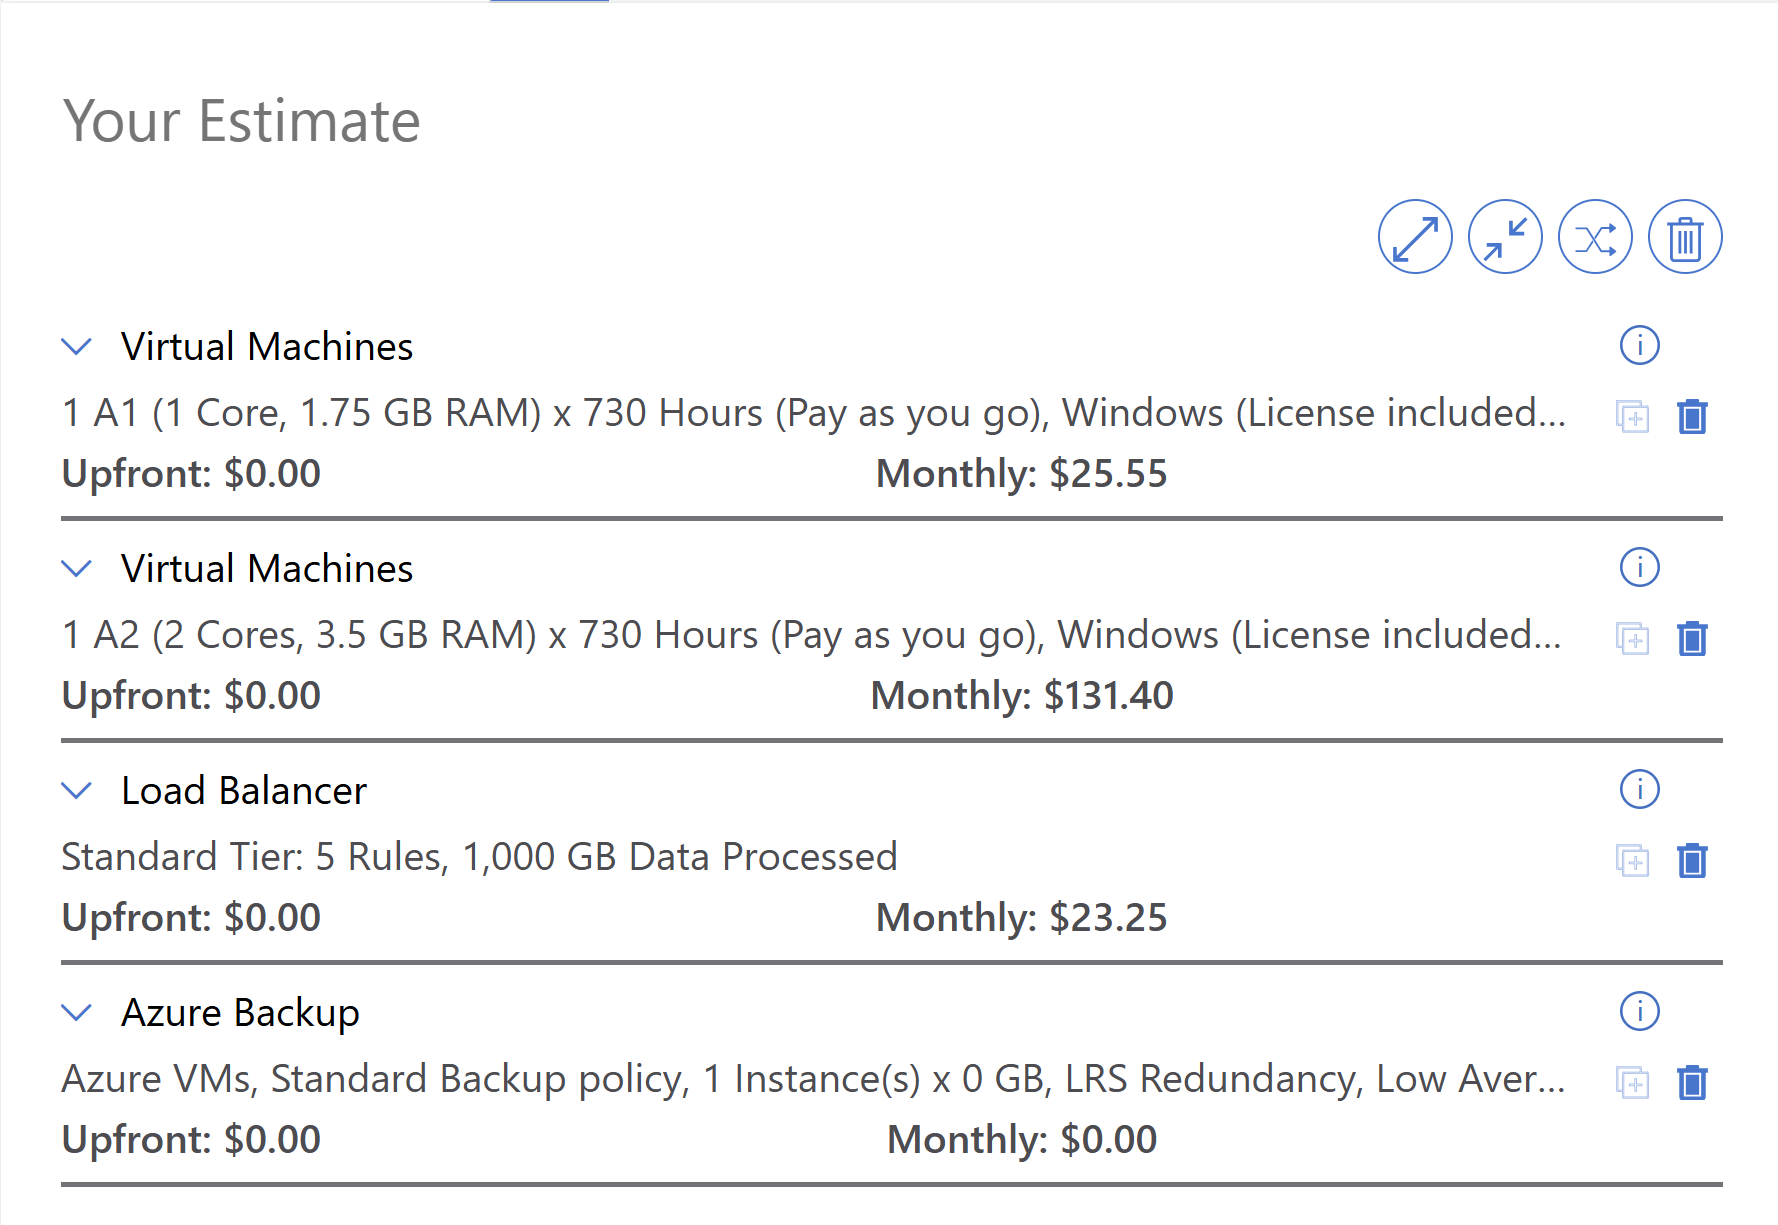 Your Estimate
Virtual Machines
1 A1 (1 Core, 1.75 GB RAM) x 730 Hours (Pay as you go), Windows (License included...
Upfront: $0.00 Monthly: $25.55
Virtual Machines
1 A2 (2 Cores, 3.5 GB RAM) x 730 Hours (Pay as you go), Windows (License included...
Upfront: $0.00 Monthly: $131.40
Load Balancer
Standard Tier: 5 Rules, 1,000 GB Data Processed
Upfront: $0.00 Monthly: $23.25
Azure Backup
Azure VMs, Standard Backup policy, 1 Instance(s) x 0 GB, LRS Redundancy, Low Aver...
Upfront: $0.00 Monthly: $0.00